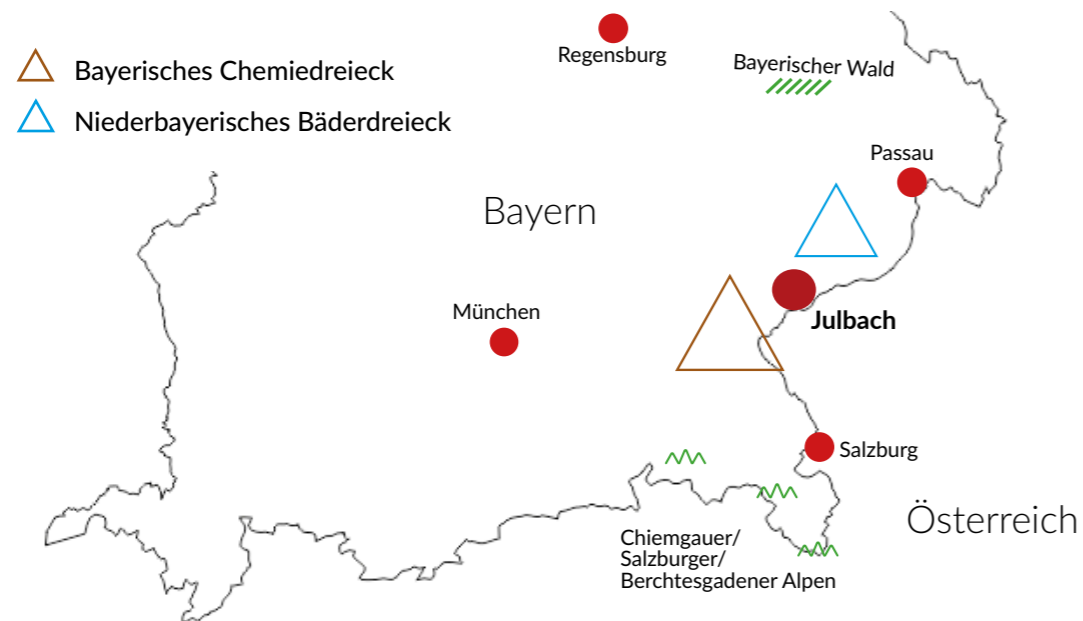 Regensburg
Bayerisches Chemiedreieck
Bayerischer Wald
Niederbayerisches Bäderdreieck
Passau
Bayern
München
Julbach
Salzburg
Österreich
Chiemgauer/
Salzburger/
Berchtesgadener Alpen